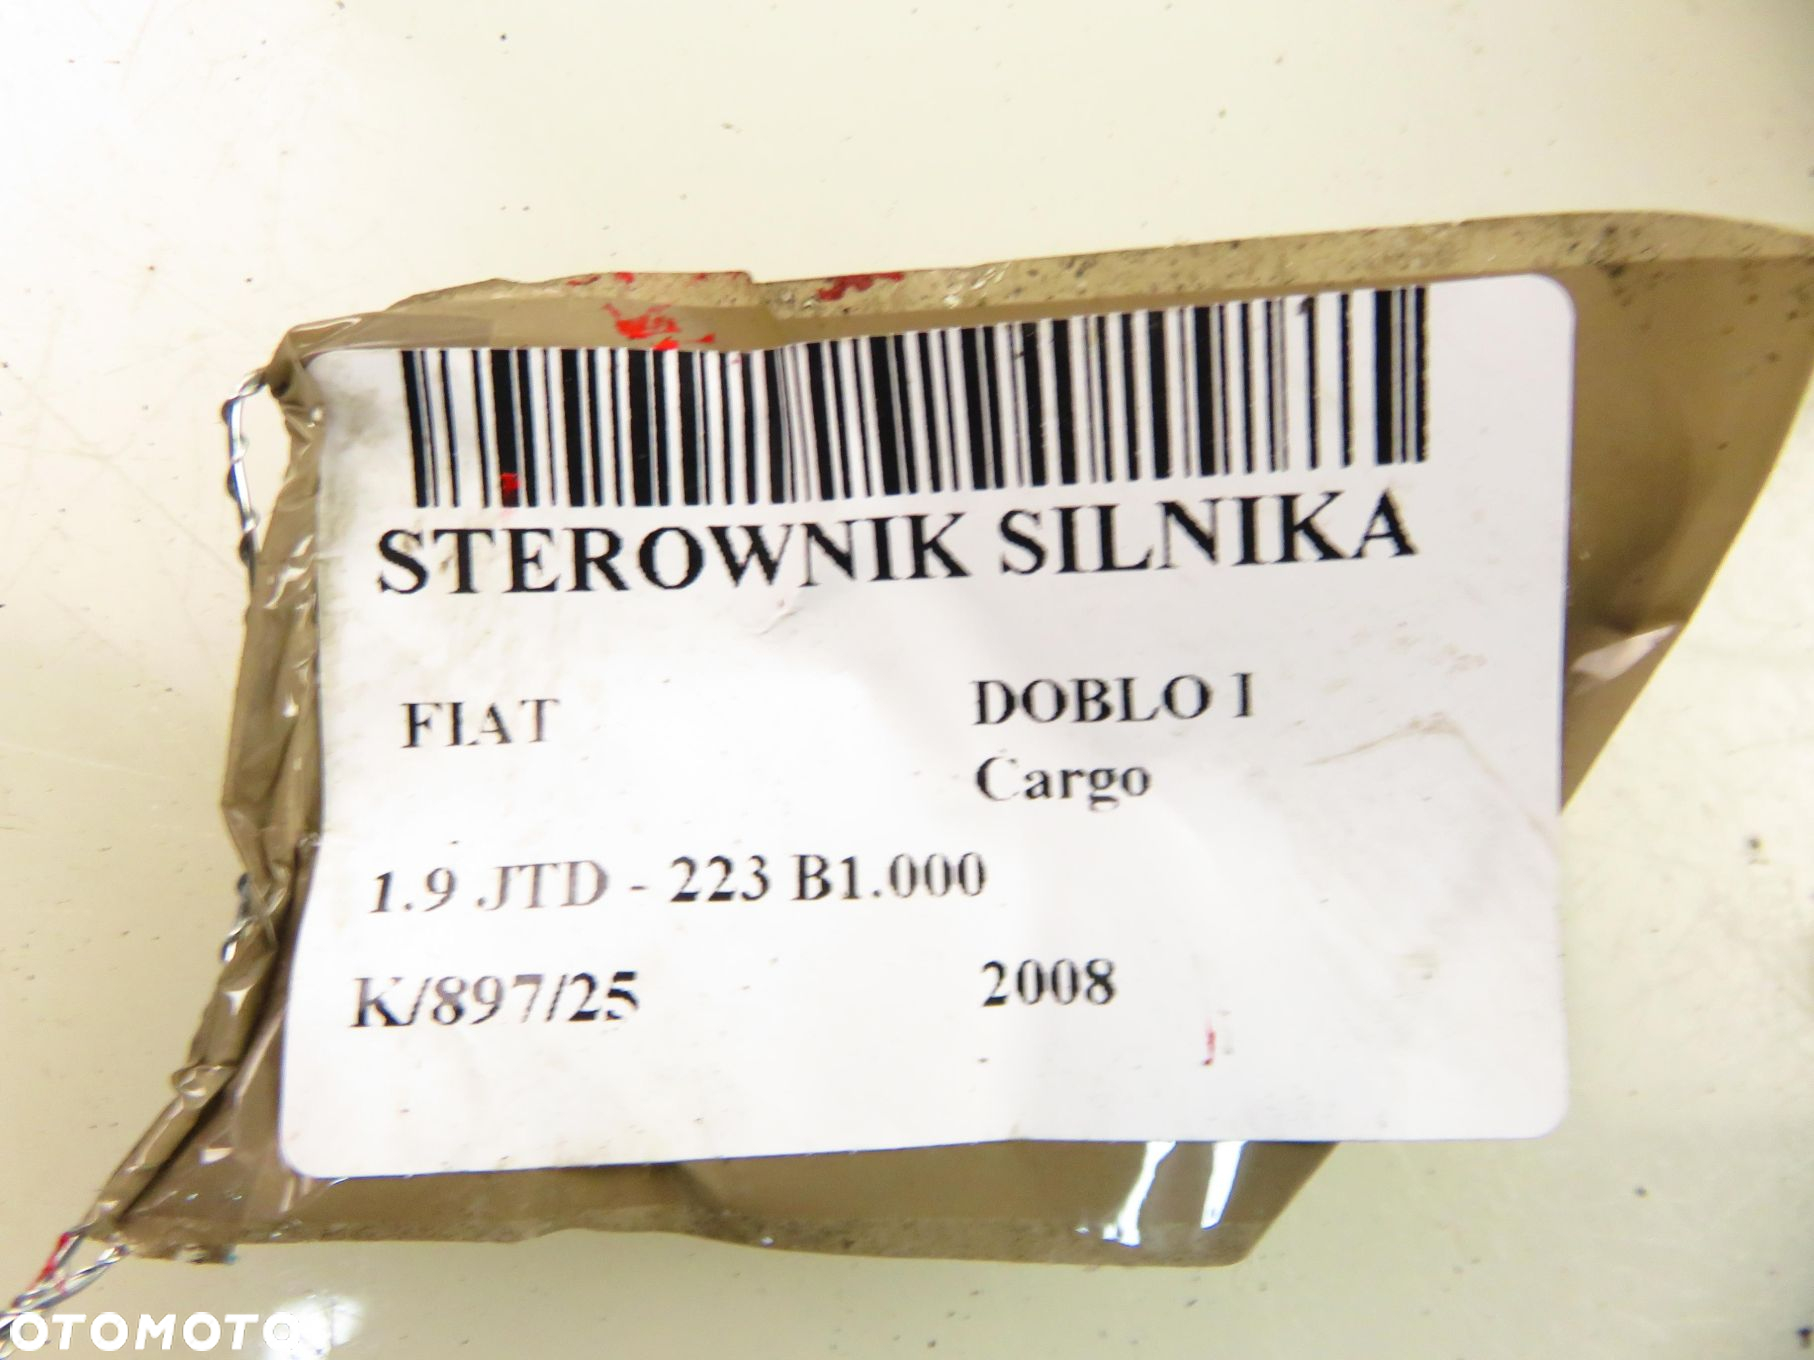 STEROWNIK SILNIKA
FIAT DOBLO I
Cargo
1.9 JTD - 223 B1.000
K/897/25 2008
OTOMOTO